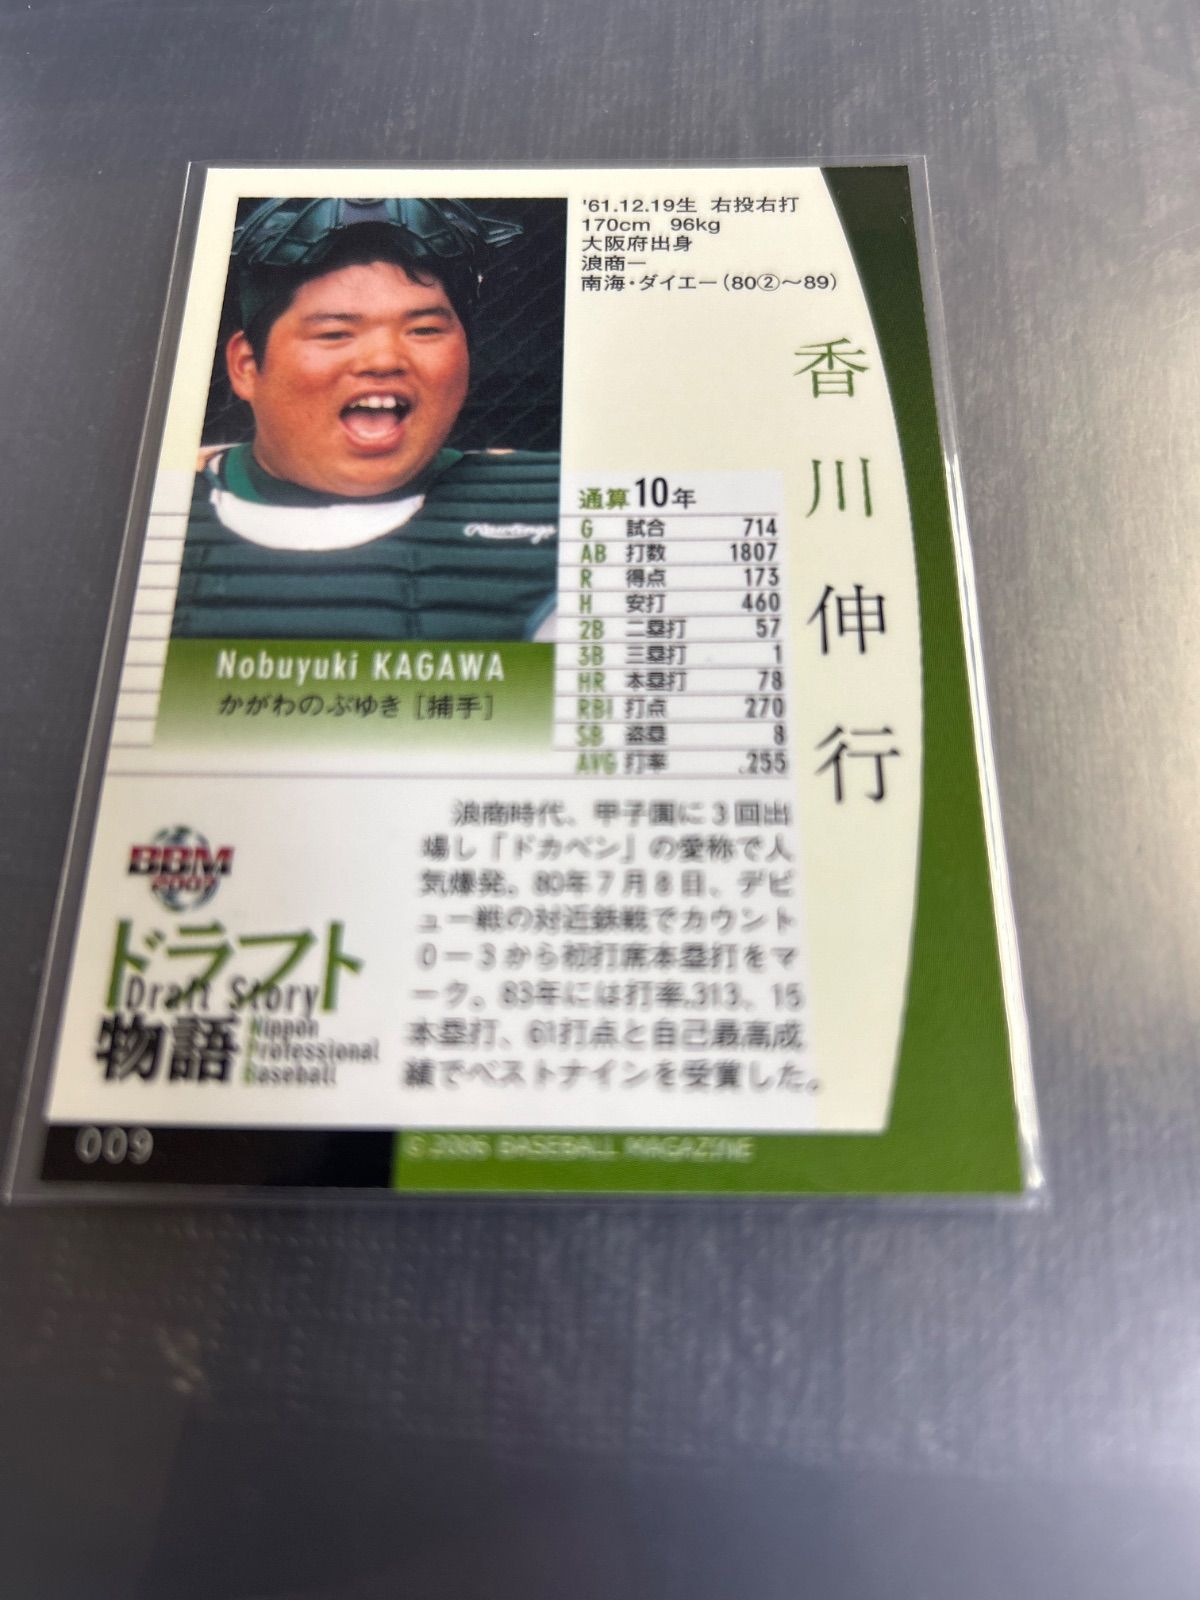 '61.12.19生 右投右打
170cm 96kg
大阪府出身
浪商―
南海・ダイエー(80②〜89)
香川伸行
Rawlings
Nobuyuki KAGAWA
かがわのぶゆき [捕手]
通算10年
G 試合 714
AB 打数 1807
R 得点 173
H 安打 460
2B 二塁打 57
3B 三塁打 1
HR 本塁打 78
RBI 打点 270
SB 盗塁 8
AVG 打率 .255
浪商時代、甲子園に3回出
場し「ドカベン」の愛称で人
気爆発。80年7月8日、デビ
ュー戦の対近鉄戦でカウント
0―3から初打席本塁打をマ
ーク。83年には打率.313、15
本塁打、61打点と自己最高成
績でベストナインを受賞した。
BBM
2007
ドラフト
Draft Story
物語
Nippon
Professional
Baseball
009
© 2006 BASEBALL MAGAZINE